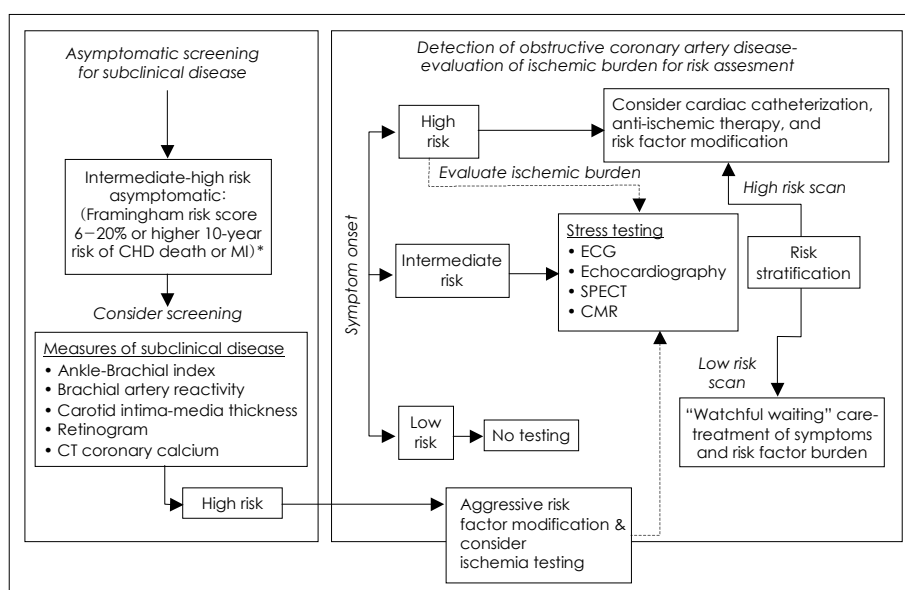 Asymptomatic screening
for subclinical disease
Intermediate-high risk
asymptomatic:
(Framingham risk score
6−20% or higher 10-year
risk of CHD death or MI)*
Consider screening
Measures of subclinical disease
• Ankle-Brachial index
• Brachial artery reactivity
• Carotid intima-media thickness
• Retinogram
• CT coronary calcium
High risk
Detection of obstructive coronary artery disease-
evaluation of ischemic burden for risk assesment
Symptom onset
High
risk
Evaluate ischemic burden
Consider cardiac catheterization,
anti-ischemic therapy, and
risk factor modification
High risk scan
Intermediate
risk
Stress testing
• ECG
• Echocardiography
• SPECT
• CMR
Risk
stratification
Low risk
scan
Low
risk
No testing
“Watchful waiting” care-
treatment of symptoms
and risk factor burden
Aggressive risk
factor modification &
consider
ischemia testing